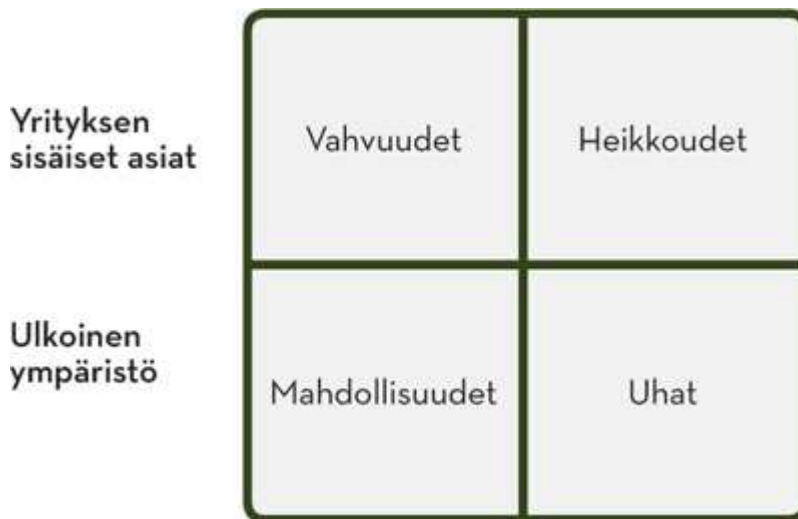 Yrityksen
sisäiset asiat
Vahvuudet
Heikkoudet
Ulkoinen
ympäristö
Mahdollisuudet
Uhat